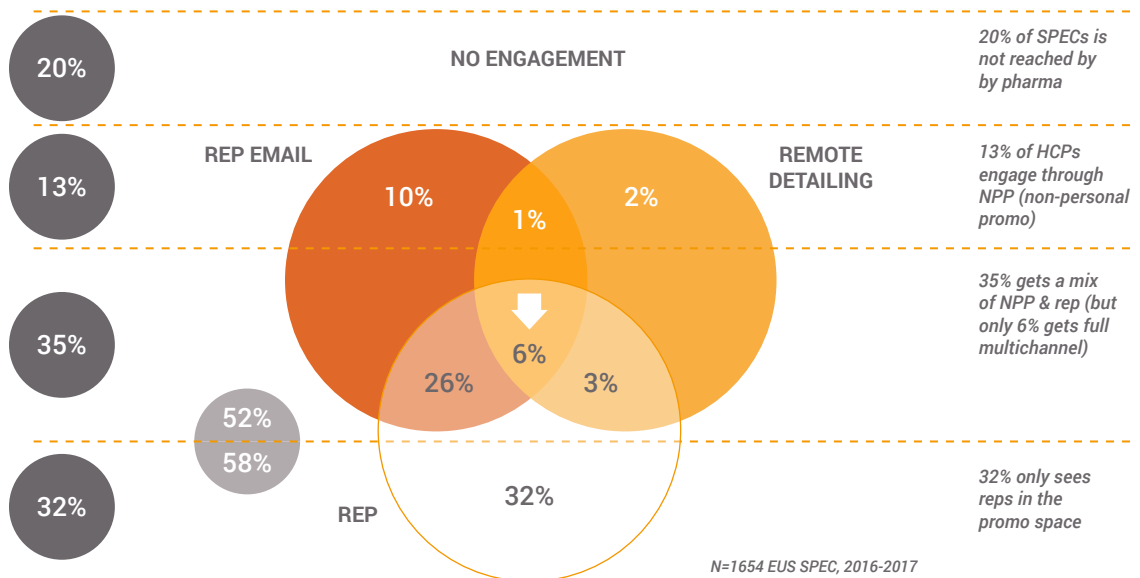 20%
NO ENGAGEMENT
20% of SPECs is
not reached by
by pharma
13%
REP EMAIL
10%
1%
2%
REMOTE
DETAILING
13% of HCPs
engage through
NPP (non-personal
promo)
35%
26%
6%
3%
35% gets a mix
of NPP & rep (but
only 6% gets full
multichannel)
52%
58%
32%
REP
32%
32% only sees
reps in the
promo space
N=1654 EUS SPEC, 2016-2017